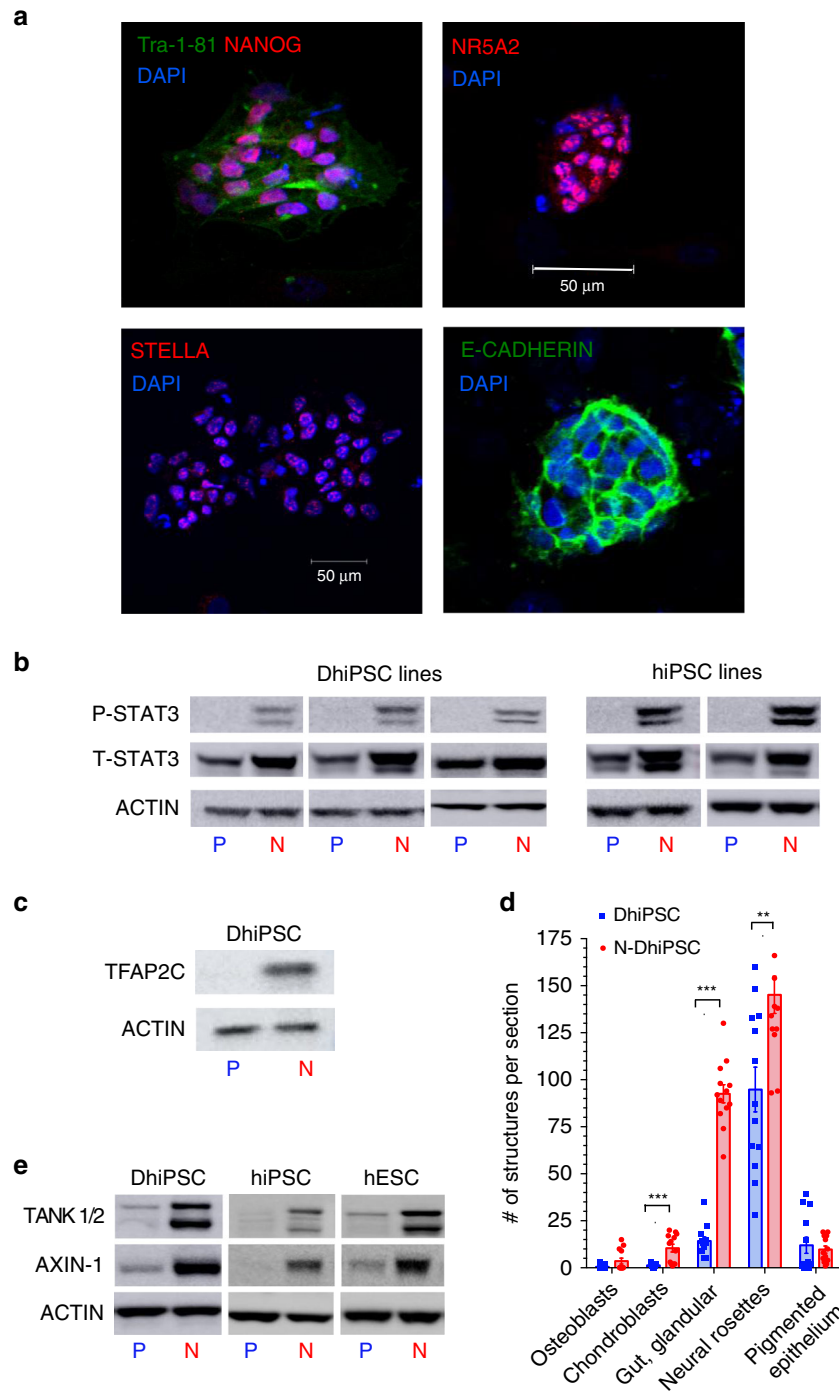 a
Tra-1-81 NANOG
DAPI
NR5A2
DAPI
50 μm
STELLA
DAPI
50 μm
E-CADHERIN
DAPI
b
DhiPSC lines
hiPSC lines
P-STAT3
T-STAT3
ACTIN
P N P N P N P N P N
c
DhiPSC
TFAP2C
ACTIN
P N
d
DhiPSC
N-DhiPSC
# of structures per section
175
150
125
100
75
50
25
0
***
***
**
Osteoblasts
Chondroblasts
Gut, glandular
Neural rosettes
Pigmented
epithelium
e
DhiPSC hiPSC hESC
TANK 1/2
AXIN-1
ACTIN
P N P N P N